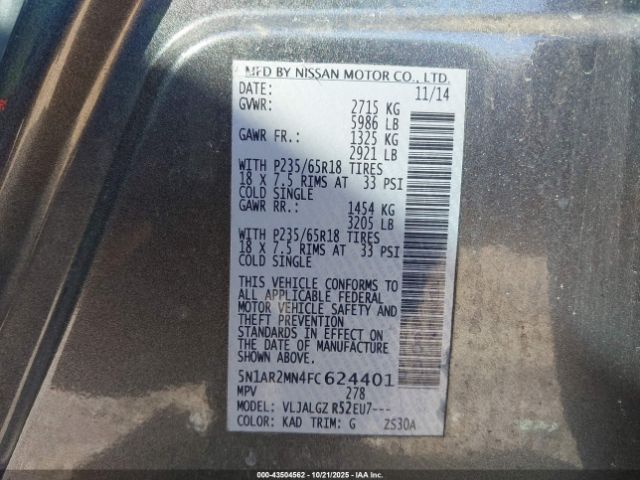 MFD BY NISSAN MOTOR CO., LTD.
DATE: 11/14
GVWR: 2715 KG
5986 LB
GAWR FR.: 1325 KG
2921 LB
WITH P235/65R18 TIRES
18 X 7.5 RIMS AT 33 PSI
COLD SINGLE
GAWR RR.: 1454 KG
3205 LB
WITH P235/65R18 TIRES
18 X 7.5 RIMS AT 33 PSI
COLD SINGLE
THIS VEHICLE CONFORMS TO
ALL APPLICABLE FEDERAL
MOTOR VEHICLE SAFETY AND
THEFT PREVENTION
STANDARDS IN EFFECT ON
THE DATE OF MANUFACTURE
SHOWN ABOVE.
5N1AR2MN4FC624401
MPV 278
MODEL: VLJALGZ R52EU7---
COLOR: KAD TRIM: G ZS30A
1-43504562 - 10/21/2025 - IAAI.com